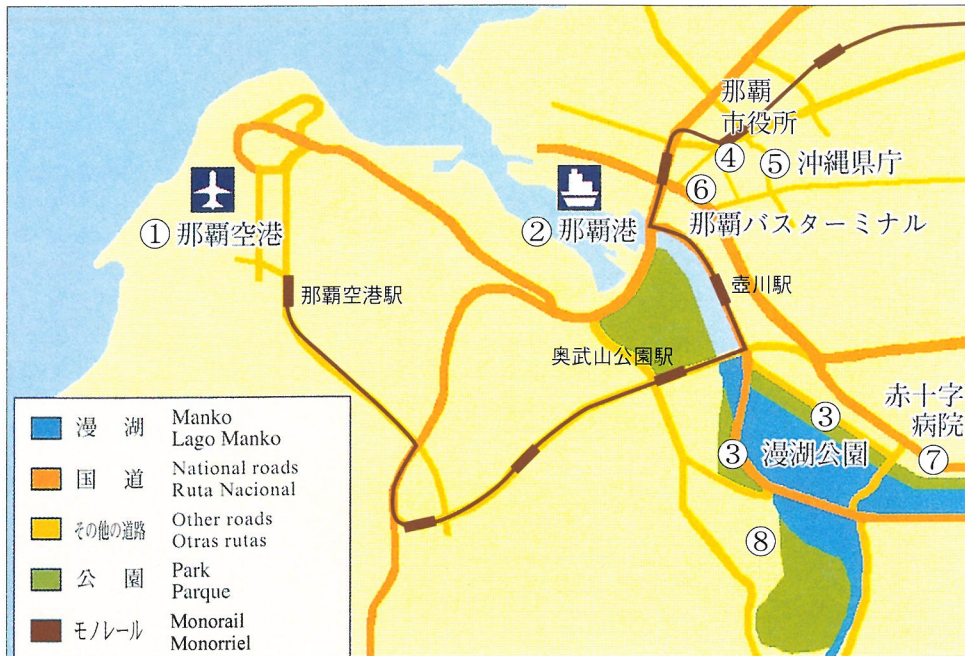 那覇
市役所
④
⑤ 沖縄県庁
⑥
那覇バスターミナル
① 那覇空港
② 那覇港
那覇空港駅
壺川駅
奥武山公園駅
赤十字
病院
⑦
③
③ 漫湖公園
⑧
漫湖 Manko
Lago Manko
国道 National roads
Ruta Nacional
その他の道路 Other roads
Otras rutas
公園 Park
Parque
モノレール Monorail
Monorriel